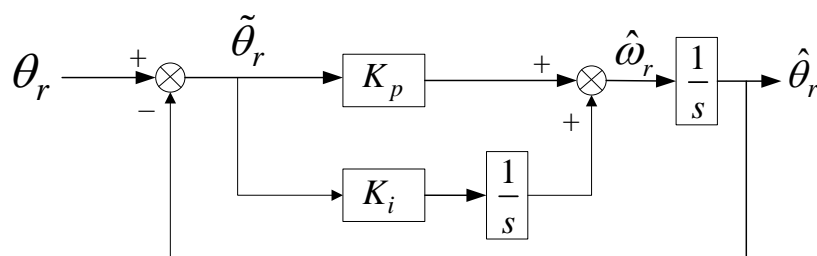 θ_r + − θ̃_r K_p + + ω̂_r 1/s θ̂_r
K_i 1/s